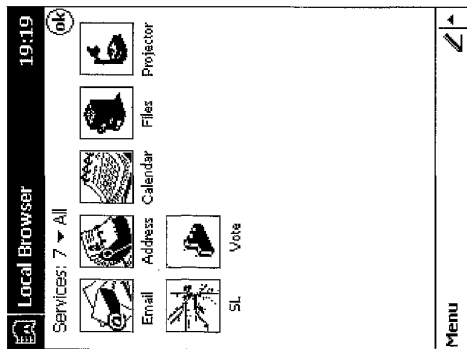 Local Browser 19:19
Services: 7 All ok
Email Address Calendar Files Projector
SL Vote
Menu